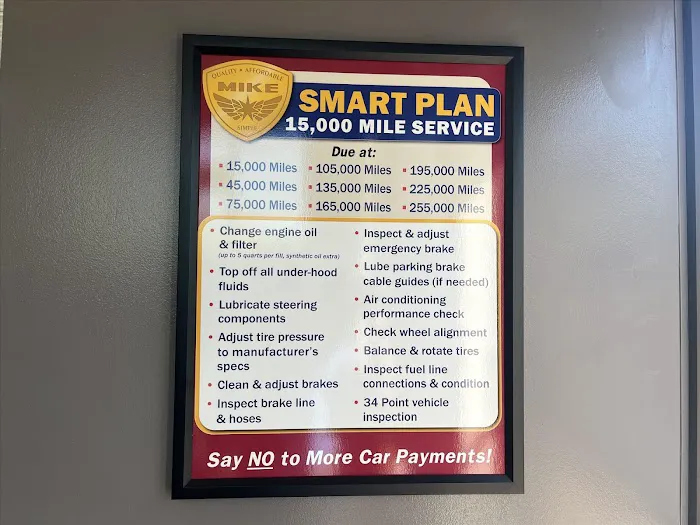 QUALITY • AFFORDABLE
MIKE
SMART PLAN
15,000 MILE SERVICE
Due at:
15,000 Miles
45,000 Miles
75,000 Miles
105,000 Miles
135,000 Miles
165,000 Miles
195,000 Miles
225,000 Miles
255,000 Miles
• Change engine oil
& filter
(up to 5 quarts per fill, synthetic oil extra)
• Top off all under-hood
fluids
• Lubricate steering
components
• Adjust tire pressure
to manufacturer's
specs
• Clean & adjust brakes
• Inspect brake line
& hoses
• Inspect & adjust
emergency brake
• Lube parking brake
cable guides (if needed)
• Air conditioning
performance check
• Check wheel alignment
• Balance & rotate tires
• Inspect fuel line
connections & condition
• 34 Point vehicle
inspection
Say NO to More Car Payments!